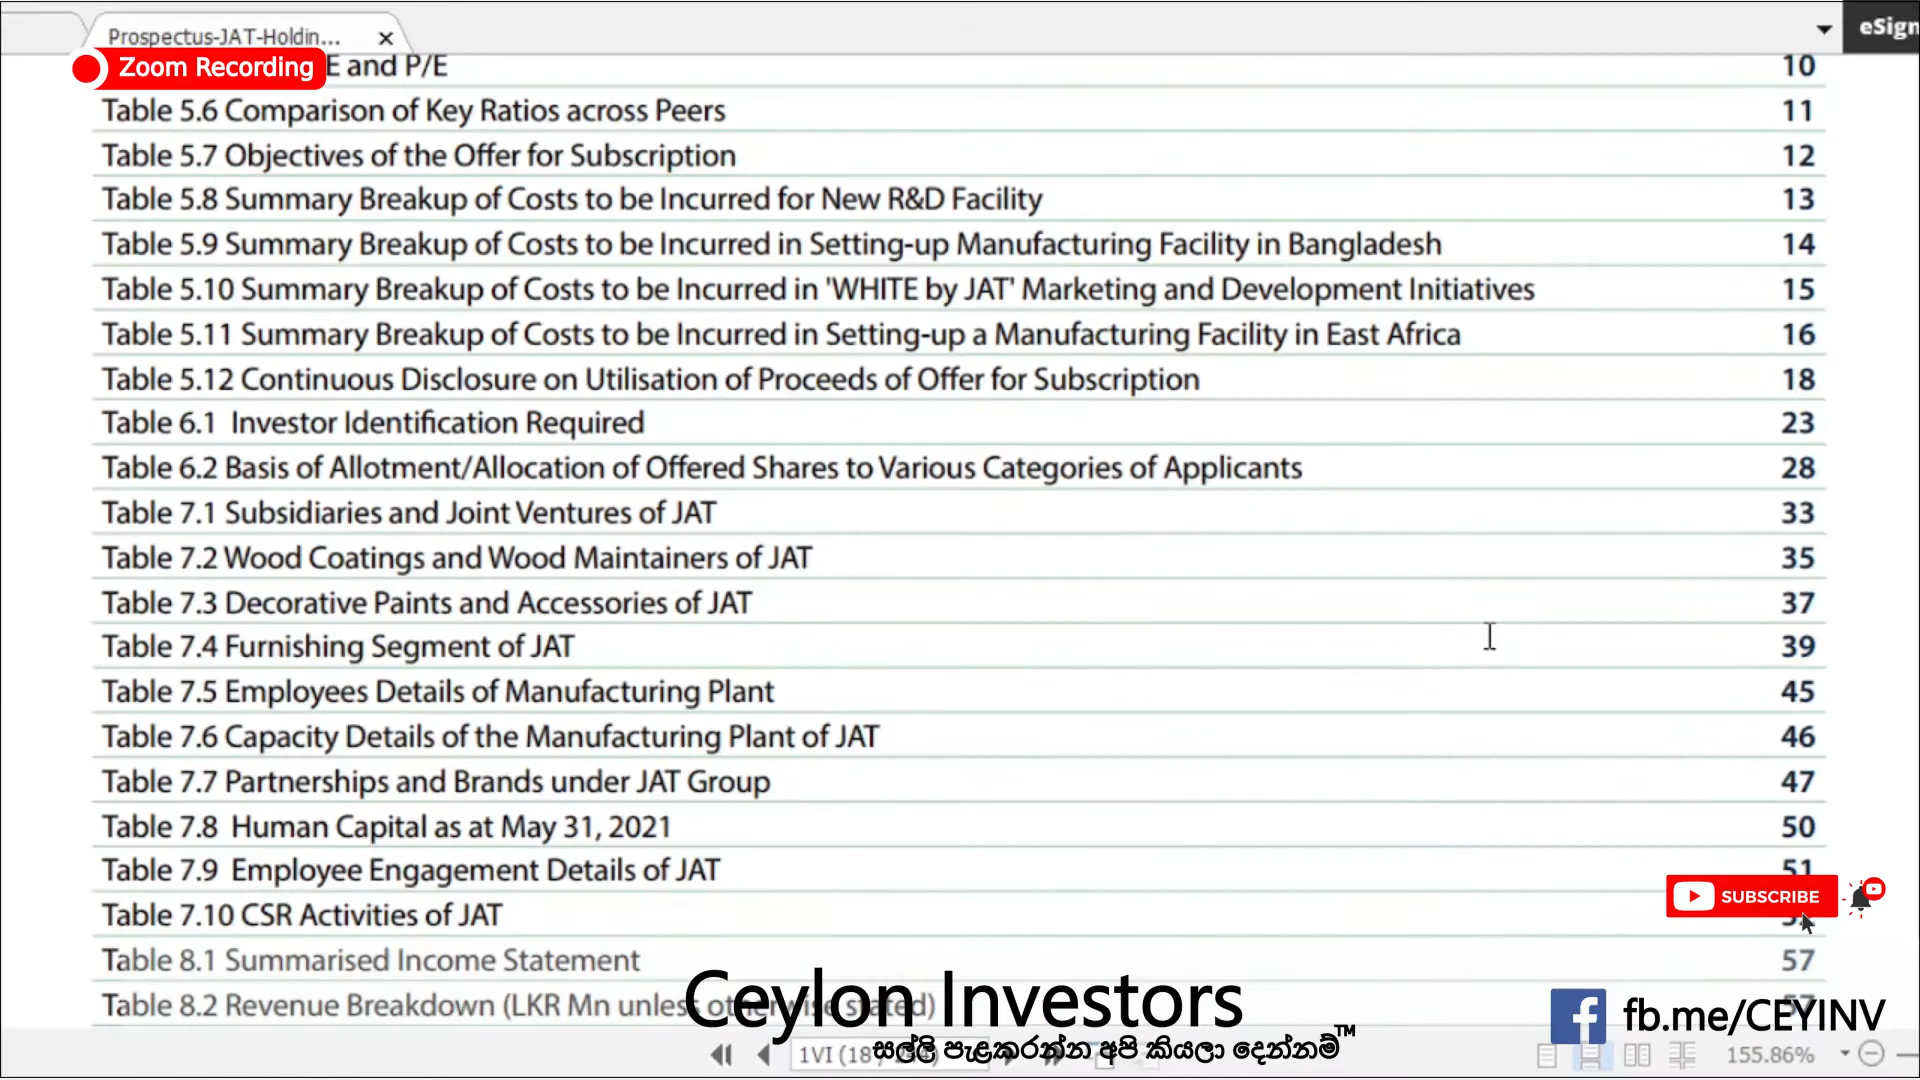 Prospectus-JAT-Holdin...
eSign
Zoom Recording
E and P/E 10
Table 5.6 Comparison of Key Ratios across Peers 11
Table 5.7 Objectives of the Offer for Subscription 12
Table 5.8 Summary Breakup of Costs to be Incurred for New R&D Facility 13
Table 5.9 Summary Breakup of Costs to be Incurred in Setting-up Manufacturing Facility in Bangladesh 14
Table 5.10 Summary Breakup of Costs to be Incurred in 'WHITE by JAT' Marketing and Development Initiatives 15
Table 5.11 Summary Breakup of Costs to be Incurred in Setting-up a Manufacturing Facility in East Africa 16
Table 5.12 Continuous Disclosure on Utilisation of Proceeds of Offer for Subscription 18
Table 6.1 Investor Identification Required 23
Table 6.2 Basis of Allotment/Allocation of Offered Shares to Various Categories of Applicants 28
Table 7.1 Subsidiaries and Joint Ventures of JAT 33
Table 7.2 Wood Coatings and Wood Maintainers of JAT 35
Table 7.3 Decorative Paints and Accessories of JAT 37
Table 7.4 Furnishing Segment of JAT 39
Table 7.5 Employees Details of Manufacturing Plant 45
Table 7.6 Capacity Details of the Manufacturing Plant of JAT 46
Table 7.7 Partnerships and Brands under JAT Group 47
Table 7.8 Human Capital as at May 31, 2021 50
Table 7.9 Employee Engagement Details of JAT 51
SUBSCRIBE
Table 7.10 CSR Activities of JAT
Table 8.1 Summarised Income Statement 57
Table 8.2 Revenue Breakdown (LKR Mn unless otherwise stated) 57
Ceylon Investors
සල්ලි පැළකරන්න අපි කියලා දෙන්නම් ™
fb.me/CEYINV
1VI (18
155.86%